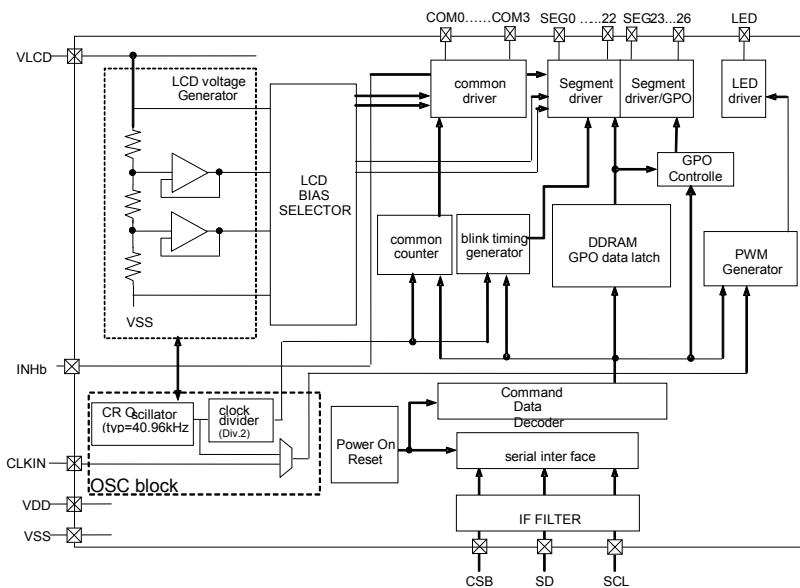 COM0……COM3 SEG0 …..22 SEG23...26 LED
VLCD
LCD voltage
Generator
common
driver
Segment
driver
Segment
driver/GPO
LED
driver
LCD
BIAS
SELECTOR
GPO
Controlle
common
counter
blink timing
generator
DDRAM
GPO data latch
PWM
Generator
VSS
INHb
CR O scillator
(typ=40.96kHz
clock
divider
(Div.2)
Command
Data
Decoder
Power On
Reset
serial inter face
CLKIN
OSC block
VDD
VSS
IF FILTER
CSB SD SCL